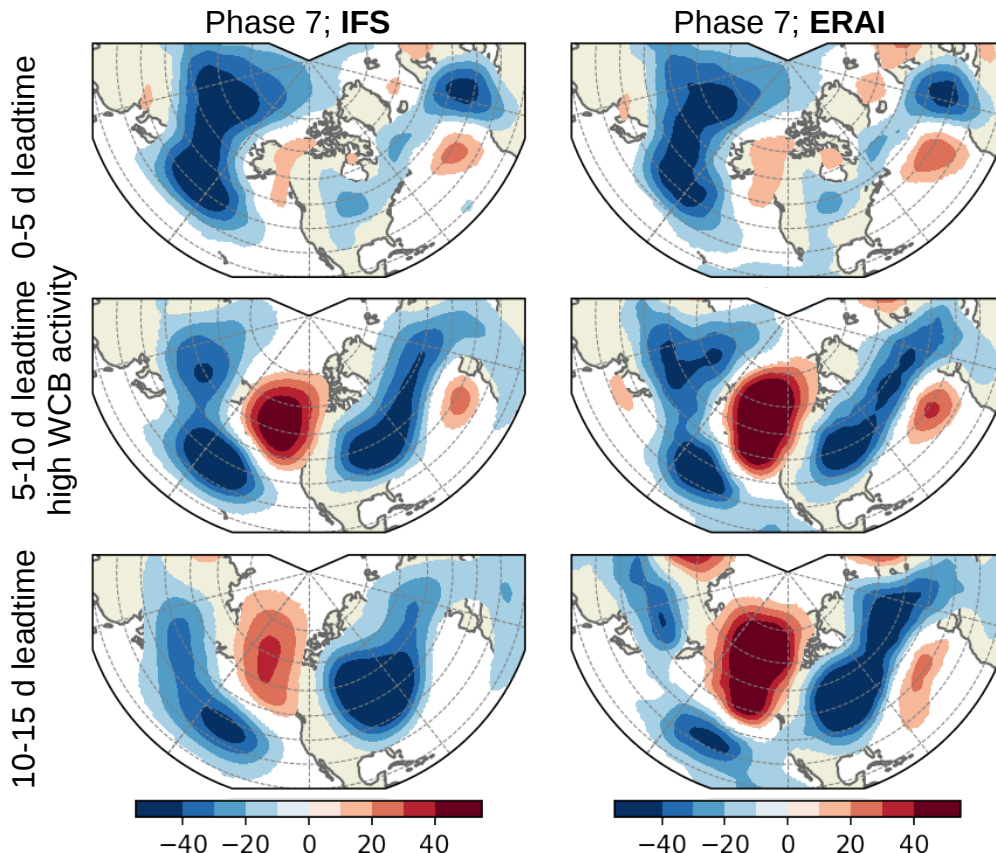 Phase 7; IFS
Phase 7; ERAI
0-5 d leadtime
5-10 d leadtime
high WCB activity
10-15 d leadtime
−40 −20 0 20 40
−40 −20 0 20 40